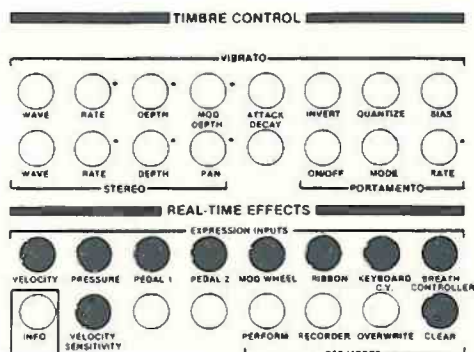 TIMBRE CONTROL
VIBRATO
WAVE RATE DEPTH MOD DEPTH ATTACK DECAY INVERT QUANTIZE BIAS
WAVE RATE DEPTH PAN ON/OFF MODE RATE
STEREO PORTAMENTO
REAL-TIME EFFECTS
EXPRESSION INPUTS
VELOCITY PRESSURE PEDAL 1 PEDAL 2 MOD WHEEL RIBBON KEYBOARD C.V. BREATH CONTROLLER
INFO VELOCITY SENSITIVITY PERFORM RECORDER OVERWRITE CLEAR